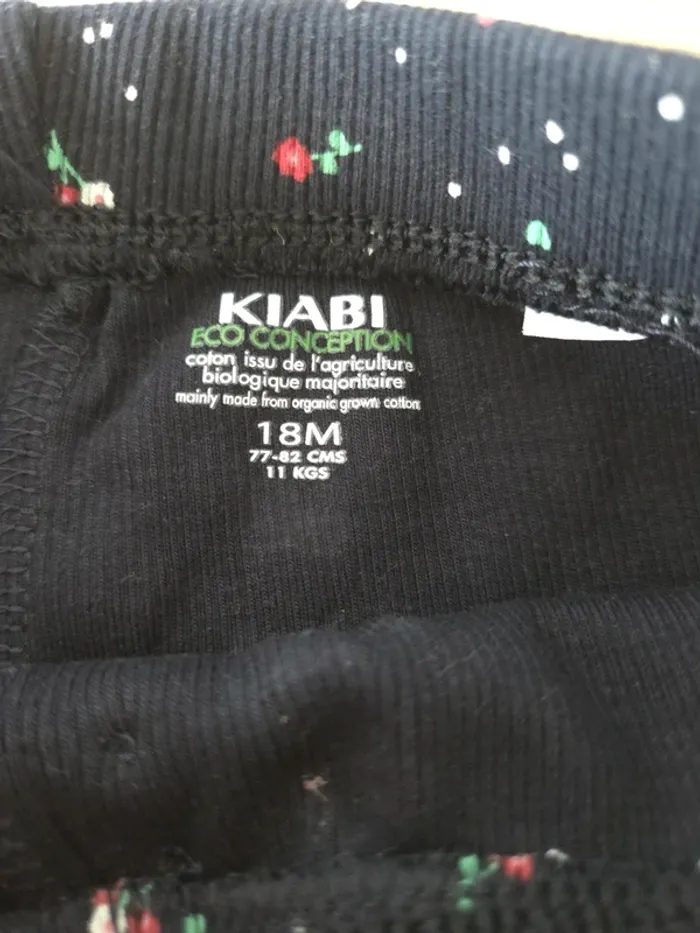 KIABI
ECO CONCEPTION
coton issu de l'agriculture
biologique majoritaire
mainly made from organic grown cotton
18M
77-82 CMS
11 KGS